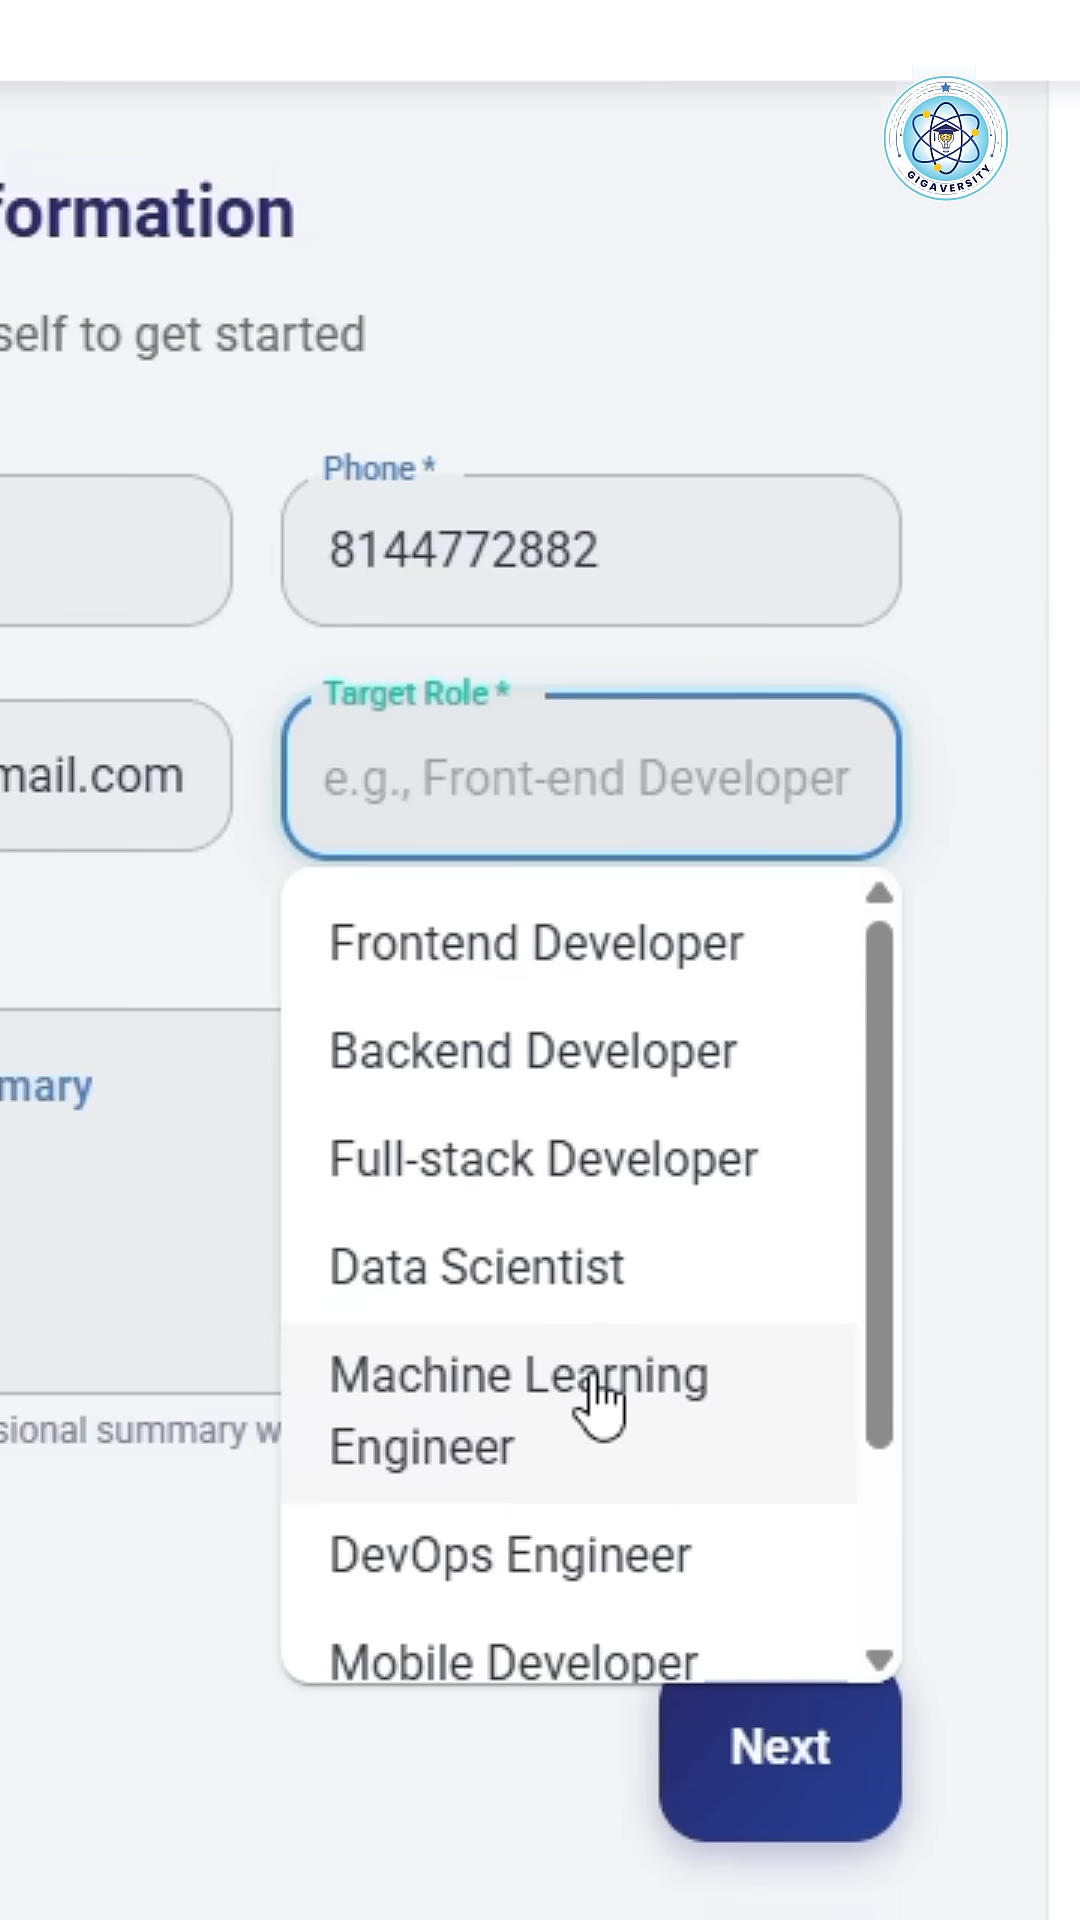 GIGAVERSITY
formation
self to get started
Phone *
8144772882
Target Role *
mail.com
e.g., Front-end Developer
Frontend Developer
Backend Developer
Full-stack Developer
mary
Data Scientist
Machine Learning
Engineer
sional summary w
DevOps Engineer
Mobile Developer
Next